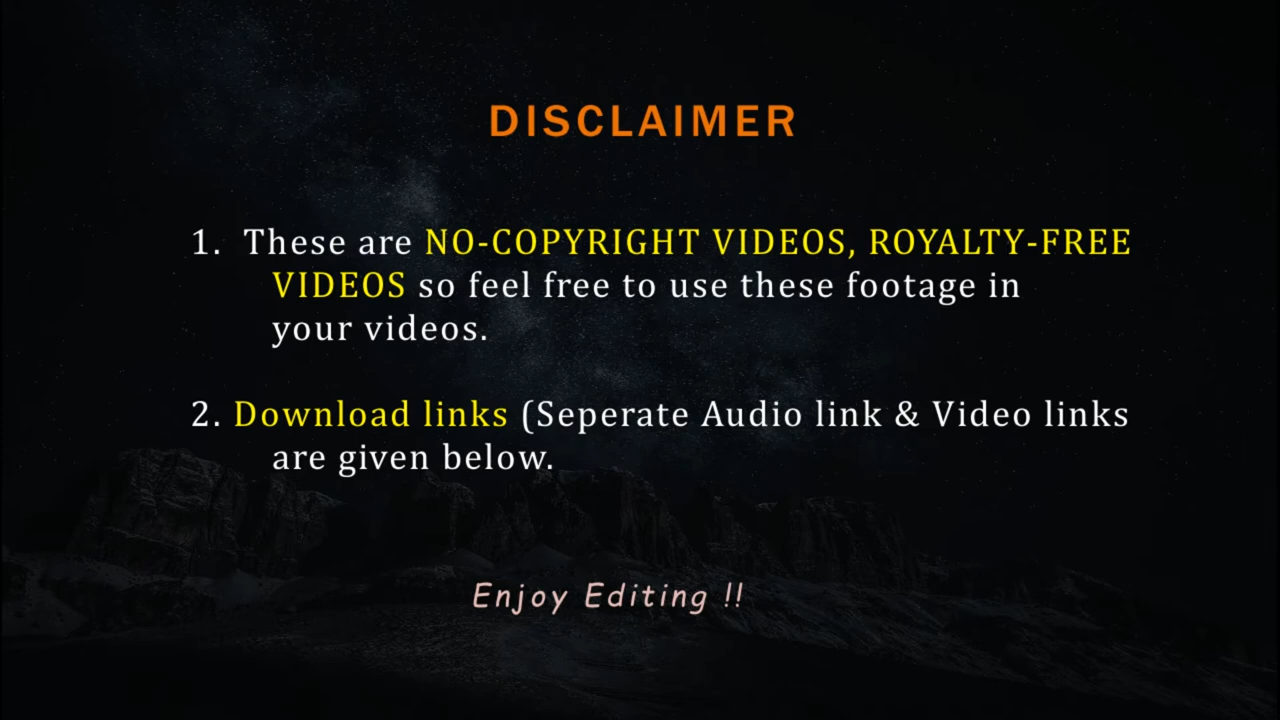 DISCLAIMER
1. These are NO-COPYRIGHT VIDEOS, ROYALTY-FREE
VIDEOS so feel free to use these footage in
your videos.
2. Download links (Seperate Audio link & Video links
are given below.
Enjoy Editing !!